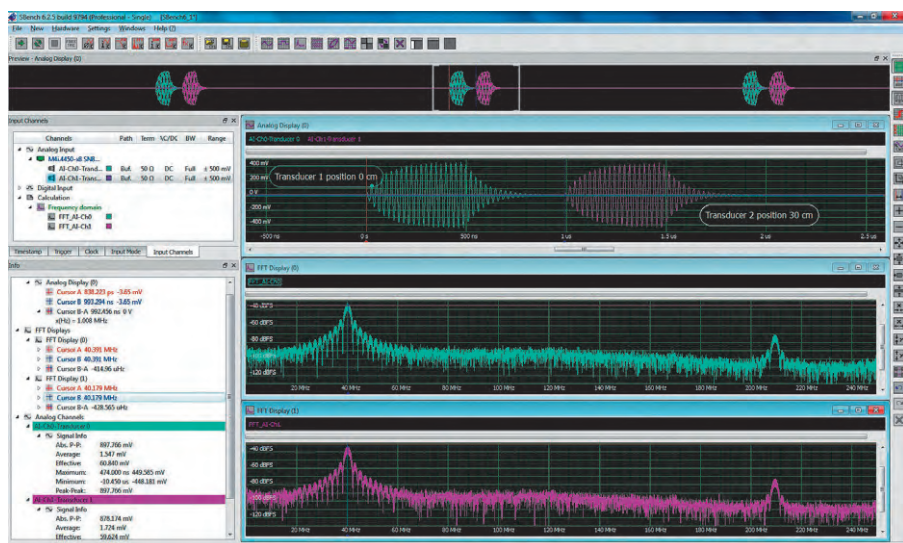 SBench 6.2.5 build 9794 (Professional - Single) [SBench6_1*]
File New Hardware Settings Windows Help (?)
Preview - Analog Display (0)
Input Channels
Channels Path Term AC/DC BW Range
Analog Input
M4i.4450-x8 SN8...
AI-Ch0-Trand... Buf. 50 Ω DC Full ± 500 mV
AI-Ch1-Tranc... Buf. 50 Ω DC Full ± 500 mV
Digital Input
Calculation
Frequency domain
FFT_AI-Ch0
FFT_AI-Ch1
Timestamp Trigger Clock Input Mode Input Channels
Analog Display (0)
AI-Ch0-Tranducer 0 AI-Ch1-Trasducer 1
400 mV
200 mV
0 V
-200 mV
-400 mV
Transducer 1 position 0 cm
Transducer 2 position 30 cm
-500 ns 0 s 500 ns 1 us 1.5 us 2 us 2.5 us
Info
Analog Display (0)
Cursor A 838.223 ps -3.85 mV
Cursor B 993.294 ns -3.85 mV
Cursor B-A 992.456 ns 0 V
x(Hz) = 1.008 MHz
FFT Displays
FFT Display (0)
Cursor A 40.391 MHz
Cursor B 40.391 MHz
Cursor B-A -414.96 uHz
FFT Display (1)
Cursor A 40.179 MHz
Cursor B 40.179 MHz
Cursor B-A -428.565 uHz
Analog Channels
AI-Ch0-Tranducer 0
Signal Info
Abs. P-P: 897.766 mV
Average: 1.547 mV
Effective: 60.840 mV
Maximum: 474.000 ns 449.585 mV
Minimum: -10.450 us -448.181 mV
Peak-Peak: 897.766 mV
AI-Ch1-Trasducer 1
Signal Info
Abs. P-P: 878.174 mV
Average: 1.724 mV
Effective: 59.624 mV
FFT Display (0)
FFT_AI-Ch0
-40 dBFS
-60 dBFS
-80 dBFS
-100 dBFS
-120 dBFS
20 MHz 40 MHz 60 MHz 80 MHz 100 MHz 120 MHz 140 MHz 160 MHz 180 MHz 200 MHz 220 MHz 240 MHz
FFT Display (1)
FFT_AI-Ch1
-40 dBFS
-60 dBFS
-80 dBFS
-100 dBFS
-120 dBFS
20 MHz 40 MHz 60 MHz 80 MHz 100 MHz 120 MHz 140 MHz 160 MHz 180 MHz 200 MHz 220 MHz 240 MHz